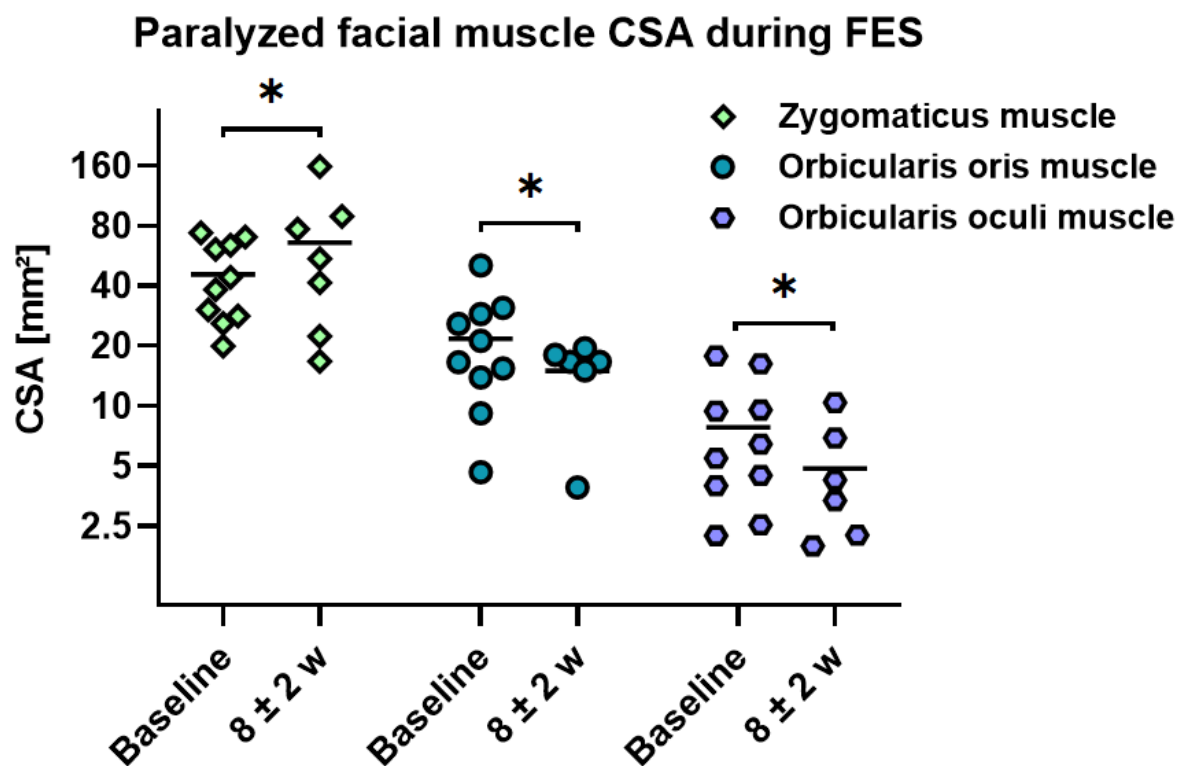 Paralyzed facial muscle CSA during FES
*
*
*
Zygomaticus muscle
Orbicularis oris muscle
Orbicularis oculi muscle
CSA [mm²]
160
80
40
20
10
5
2.5
Baseline
8 ± 2 w
Baseline
8 ± 2 w
Baseline
8 ± 2 w